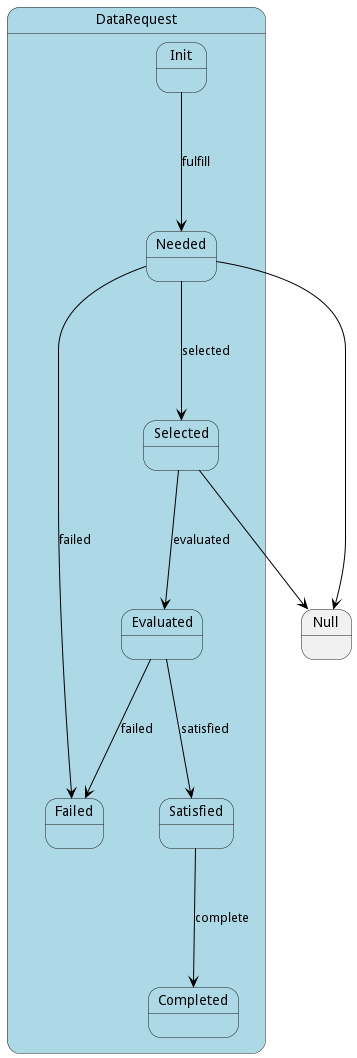 DataRequest
Init
fulfill
Needed
selected
Selected
failed
evaluated
Evaluated
Null
failed
satisfied
Failed
Satisfied
complete
Completed